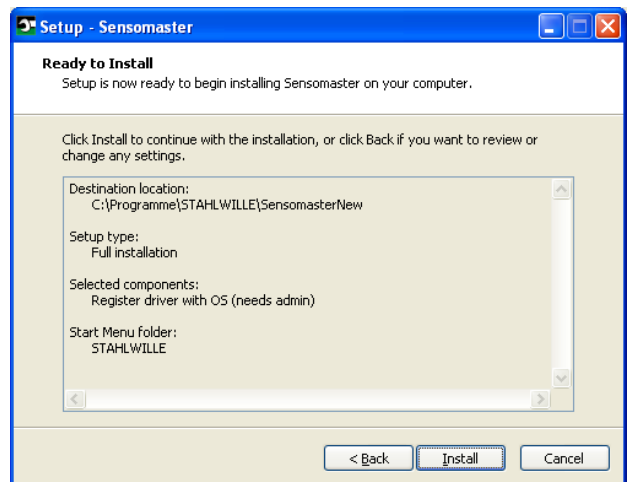 Setup - Sensomaster
Ready to Install
Setup is now ready to begin installing Sensomaster on your computer.
Click Install to continue with the installation, or click Back if you want to review or
change any settings.
Destination location:
C:\Programme\STAHLWILLE\SensomasterNew
Setup type:
Full installation
Selected components:
Register driver with OS (needs admin)
Start Menu folder:
STAHLWILLE
< Back
Install
Cancel